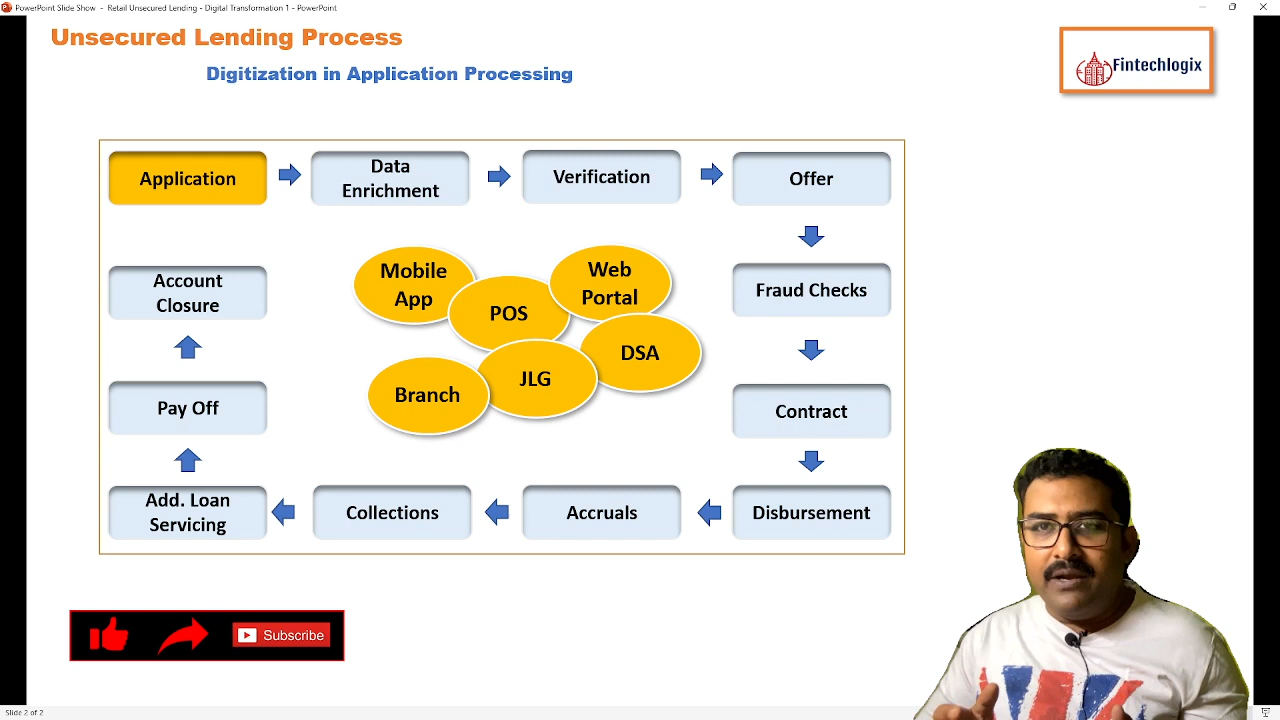 PowerPoint Slide Show - Retail Unsecured Lending - Digital Transformation 1 - PowerPoint
Unsecured Lending Process
Digitization in Application Processing
Fintechlogix
Application
Data
Enrichment
Verification
Offer
Fraud Checks
Contract
Disbursement
Accruals
Collections
Add. Loan
Servicing
Pay Off
Account
Closure
Mobile
App
POS
Web
Portal
DSA
JLG
Branch
Subscribe
Slide 2 of 2